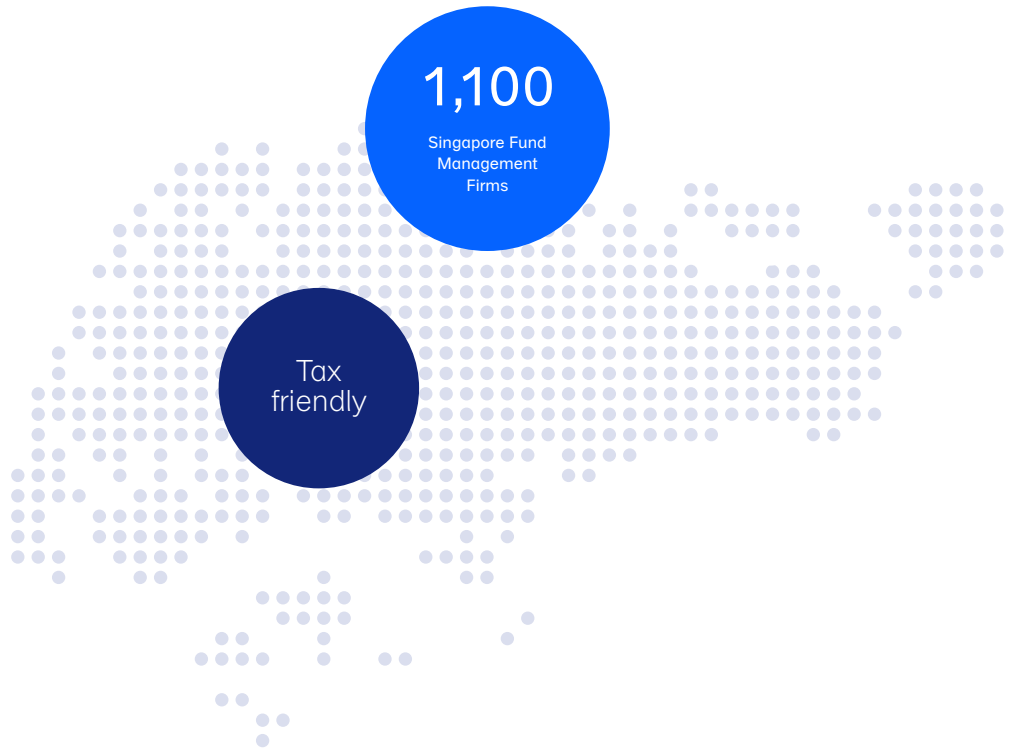 1,100
Singapore Fund
Management
Firms
Tax
friendly